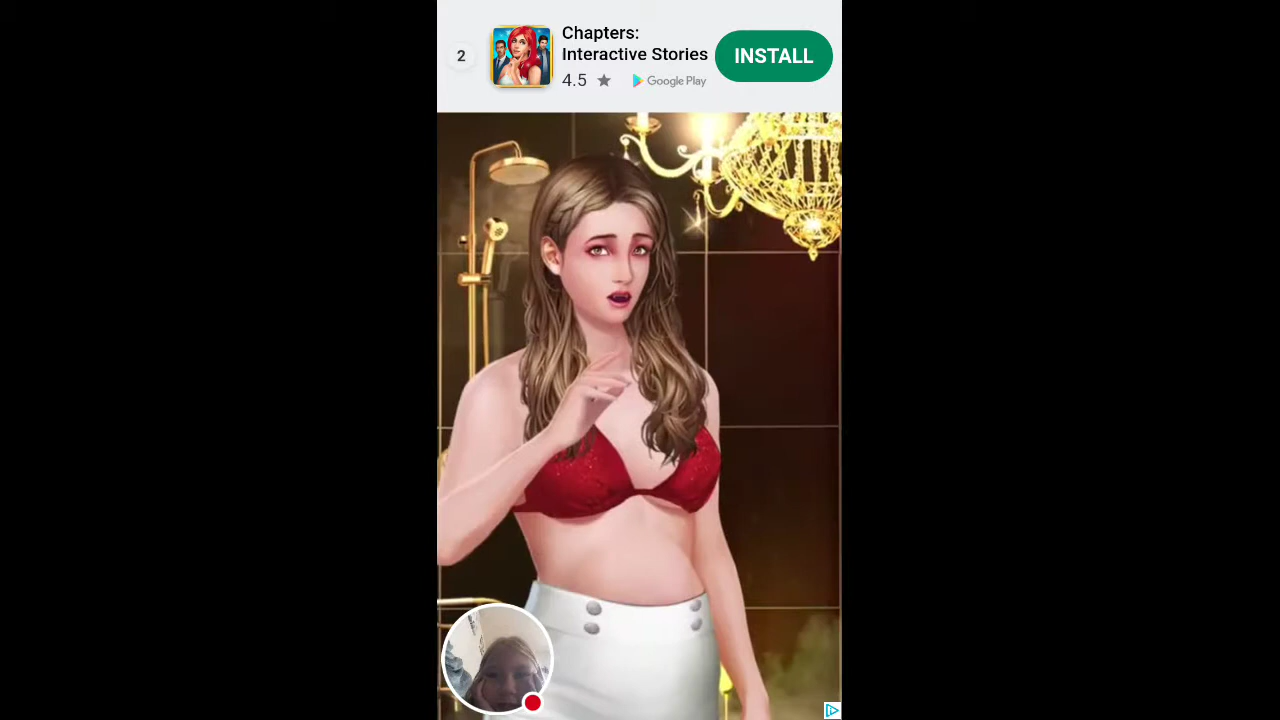 2
Chapters:
Interactive Stories
4.5 ★
Google Play
INSTALL